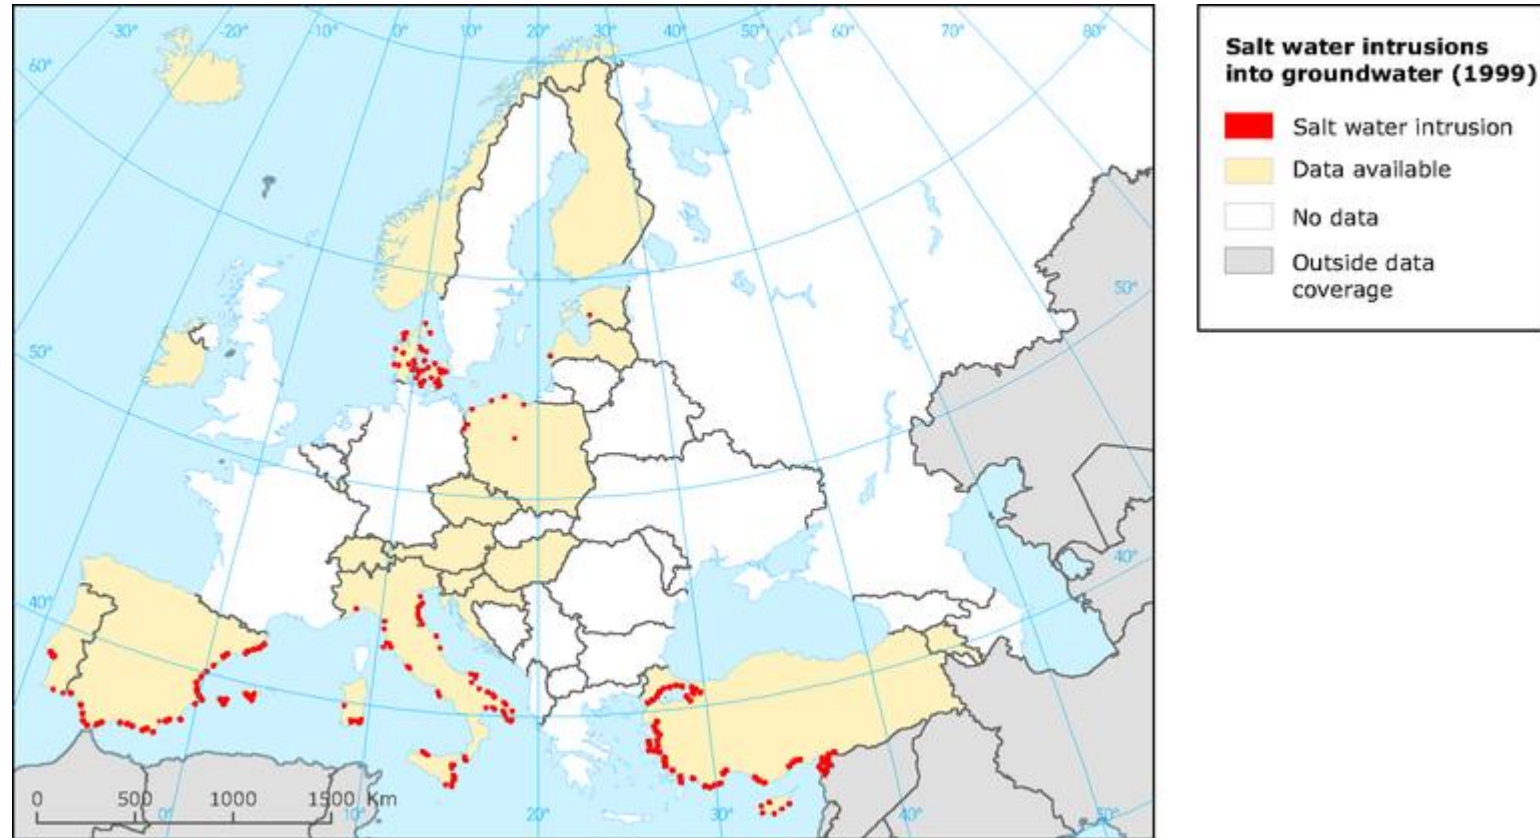 -30°
-20°
-10°
0°
10°
20°
30°
40°
50°
60°
70°
80°
60°
50°
50°
40°
40°
0 500 1000 1500 Km
0°
20°
30°
40°
50°
Salt water intrusions
into groundwater (1999)
Salt water intrusion
Data available
No data
Outside data
coverage